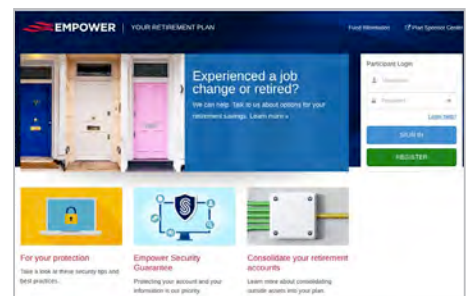 EMPOWER | YOUR RETIREMENT PLAN
Fund Information Plan Sponsor Center
Experienced a job
change or retired?
We can help. Talk to us about options for your
retirement savings. Learn more »
Participant Login
Username
Password
Login help?
SIGN IN
REGISTER
For your protection
Take a look at these security tips and
best practices.
Empower Security
Guarantee
Protecting your account and your
information is our priority.
Consolidate your retirement
accounts
Learn more about consolidating
outside assets into your plan.